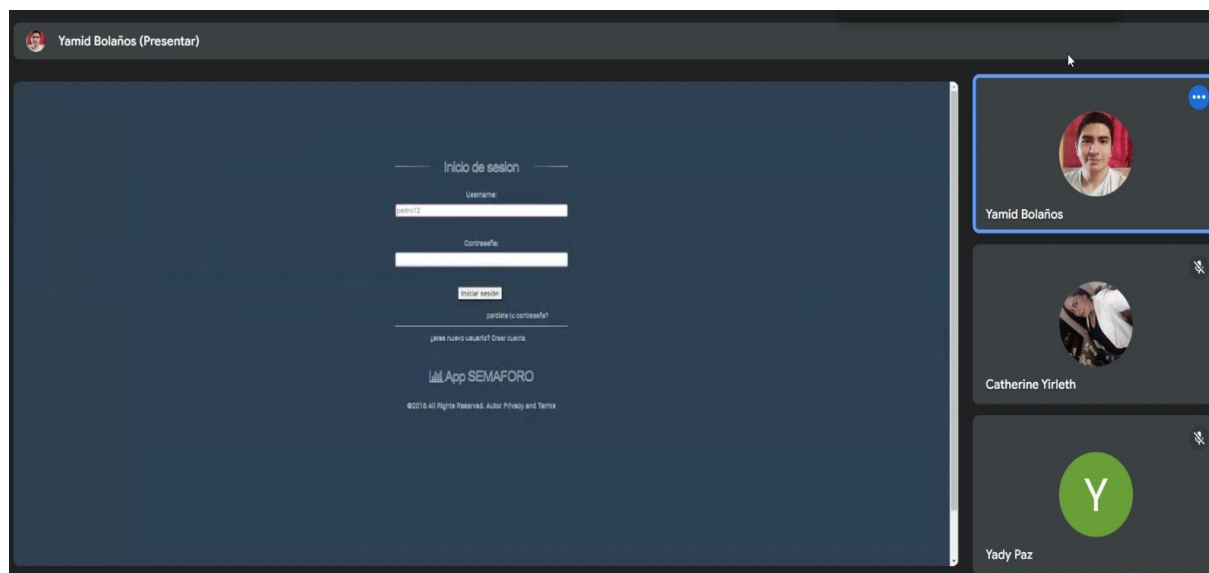 Yamid Bolaños (Presentar)
Inicio de sesion
Username:
pedro12
Contraseña:
Iniciar sesión
perdiste tu contraseña?
¿eres nuevo usuario? Crear cuenta
App SEMAFORO
©2016 All Rights Reserved. Autor Privacy and Terms
Yamid Bolaños
Catherine Yirleth
Y
Yady Paz